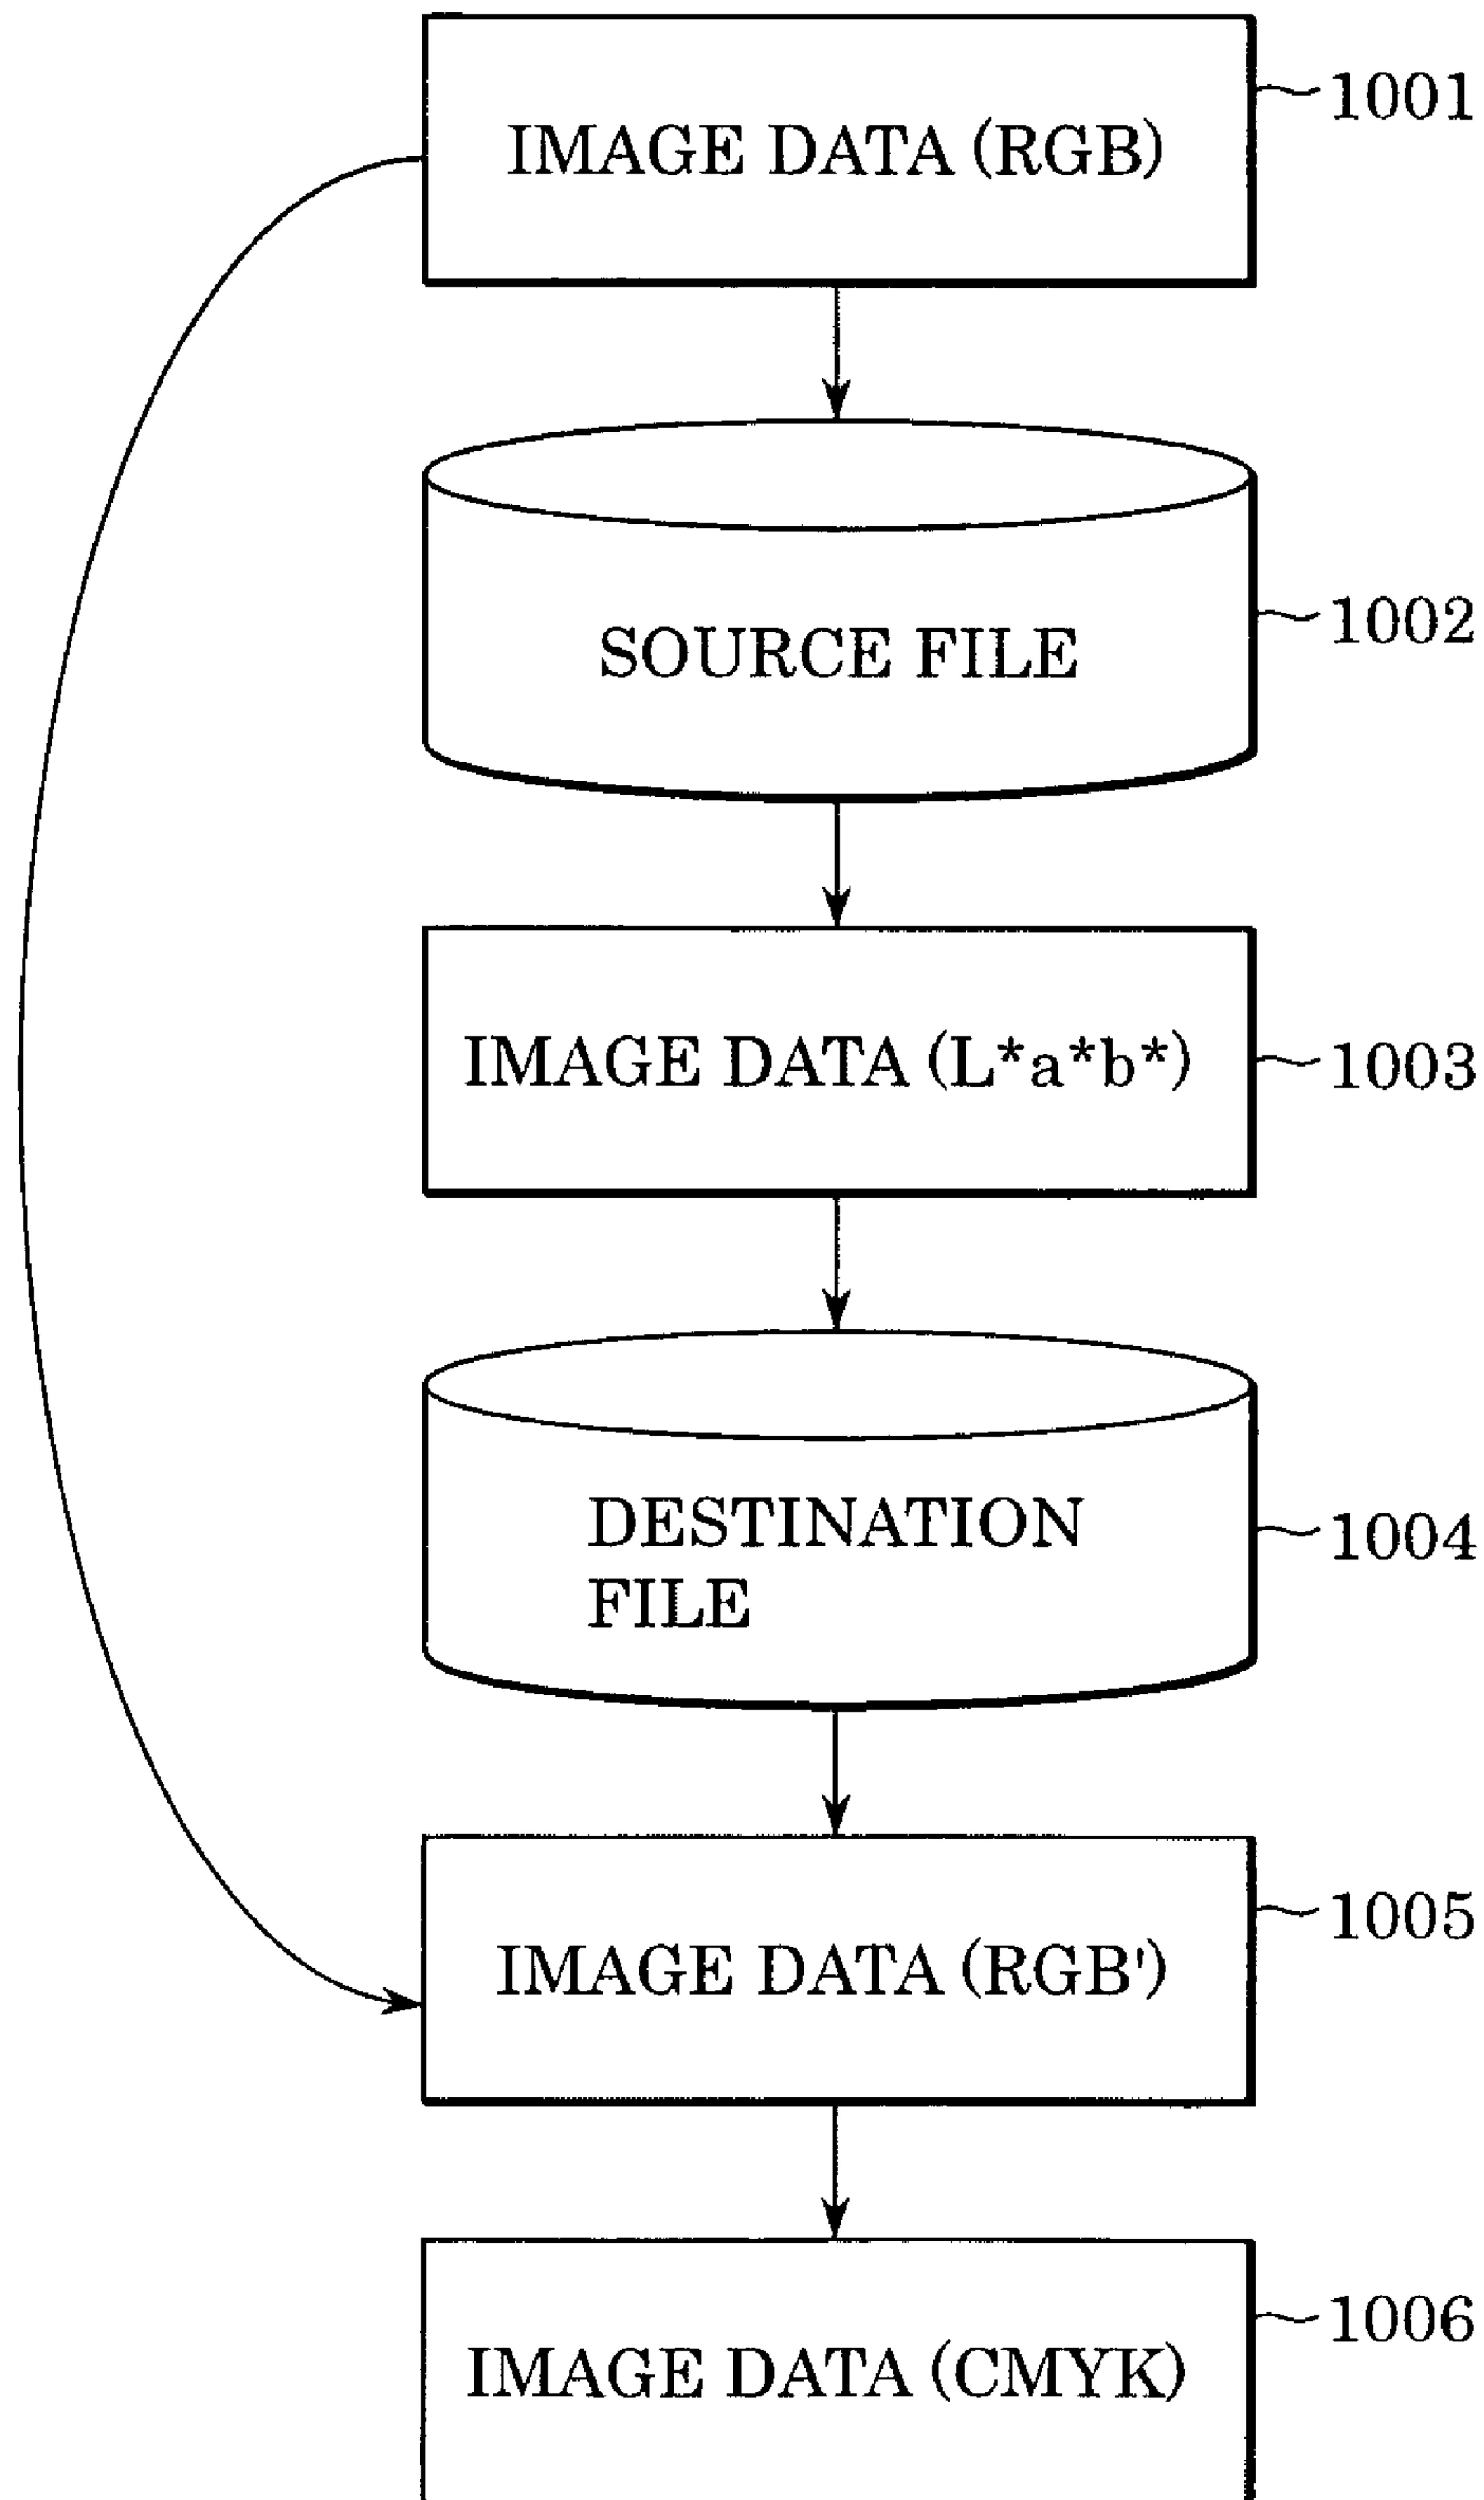 IMAGE DATA (RGB)
1001
SOURCE FILE
1002
IMAGE DATA (L*a*b*)
1003
DESTINATION
FILE
1004
IMAGE DATA (RGB')
1005
IMAGE DATA (CMYK)
1006